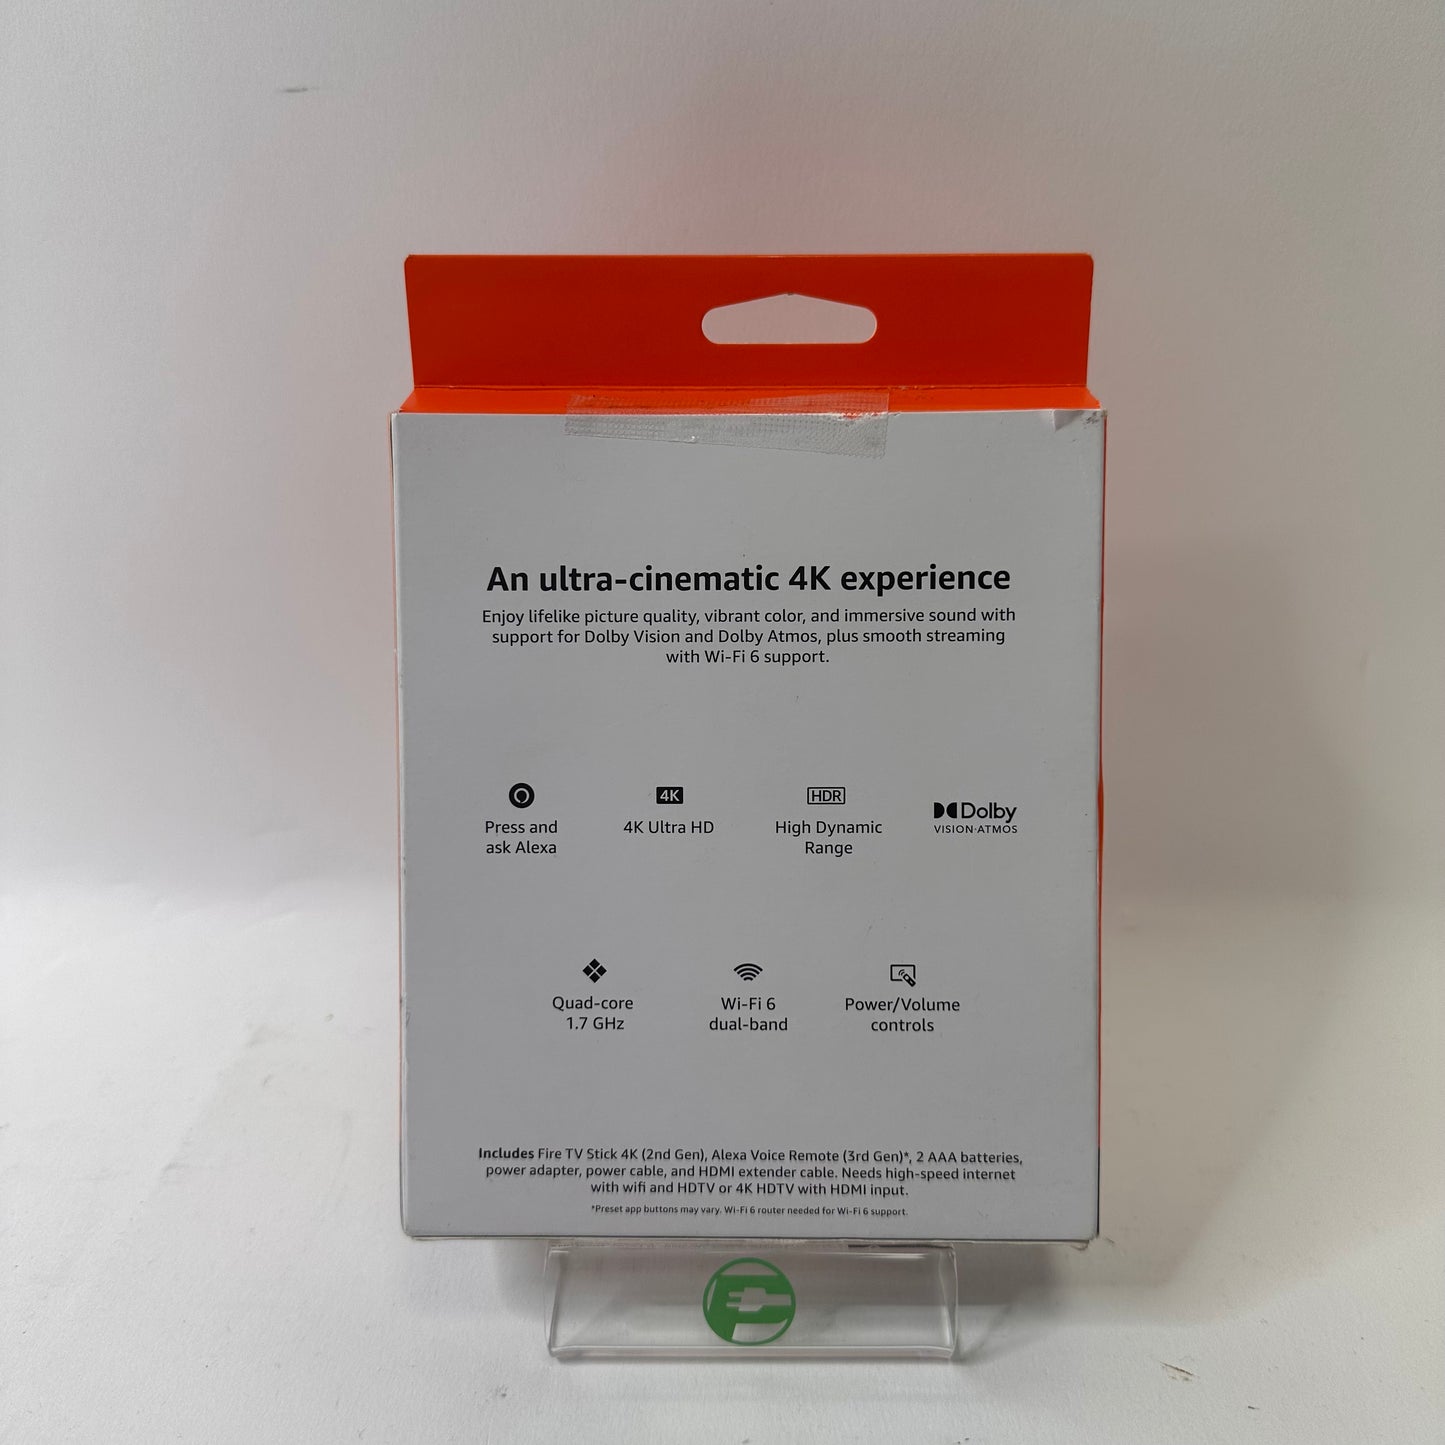 An ultra-cinematic 4K experience
Enjoy lifelike picture quality, vibrant color, and immersive sound with
support for Dolby Vision and Dolby Atmos, plus smooth streaming
with Wi-Fi 6 support.
Press and
ask Alexa
4K
4K Ultra HD
HDR
High Dynamic
Range
Dolby
VISION·ATMOS
Quad-core
1.7 GHz
Wi-Fi 6
dual-band
Power/Volume
controls
Includes Fire TV Stick 4K (2nd Gen), Alexa Voice Remote (3rd Gen)*, 2 AAA batteries,
power adapter, power cable, and HDMI extender cable. Needs high-speed internet
with wifi and HDTV or 4K HDTV with HDMI input.
*Preset app buttons may vary. Wi-Fi 6 router needed for Wi-Fi 6 support.